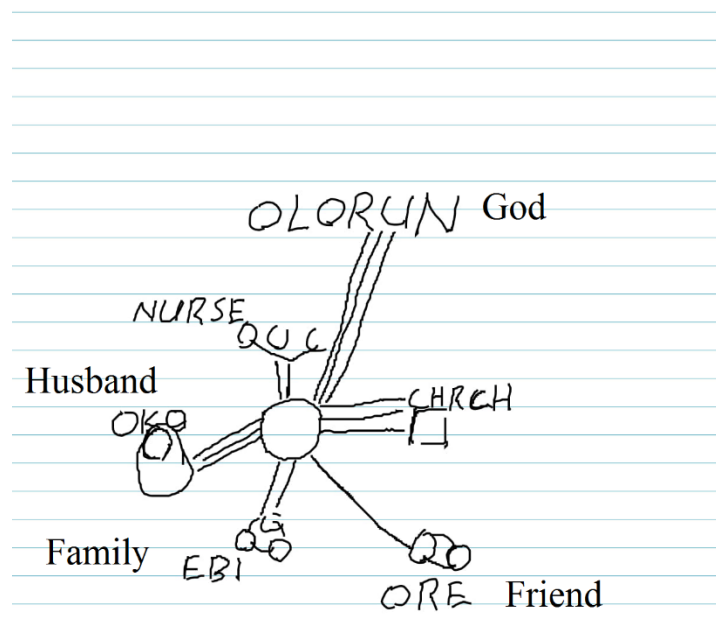 OLORUN God
NURSE
Husband
OKO
CHRCH
Family
EBI
ORE Friend